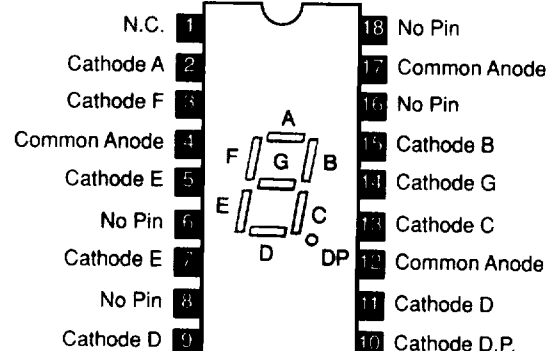 N.C. 1 18 No Pin
Cathode A 2 17 Common Anode
Cathode F 3 16 No Pin
Common Anode 4 15 Cathode B
Cathode E 5 14 Cathode G
No Pin 6 13 Cathode C
Cathode E 7 12 Common Anode
No Pin 8 11 Cathode D
Cathode D 9 10 Cathode D.P.
A
F G B
E C
D DP